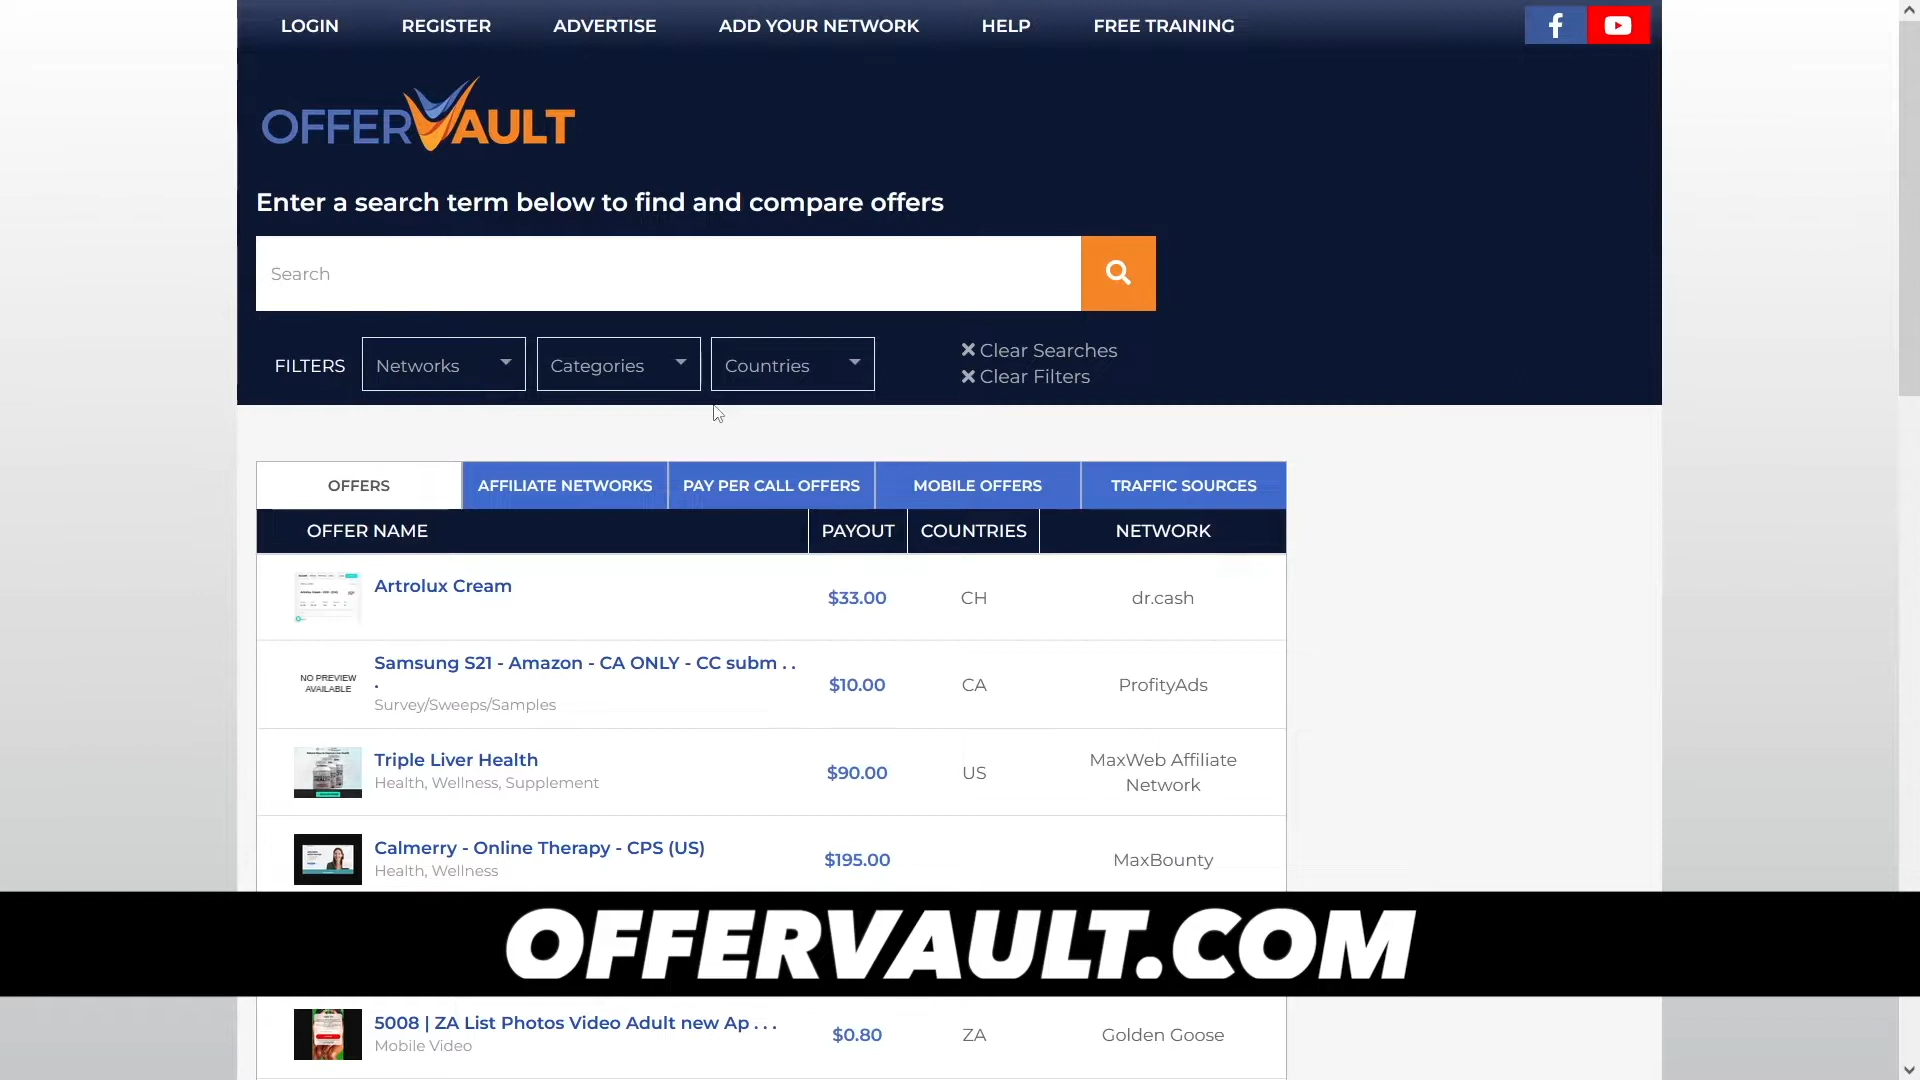 LOGIN REGISTER ADVERTISE ADD YOUR NETWORK HELP FREE TRAINING
OFFERVAULT
Enter a search term below to find and compare offers
Search
FILTERS Networks Categories Countries
Clear Searches
Clear Filters
OFFERS AFFILIATE NETWORKS PAY PER CALL OFFERS MOBILE OFFERS TRAFFIC SOURCES
OFFER NAME PAYOUT COUNTRIES NETWORK
Artrolux Cream
$33.00 CH dr.cash
Samsung S21 - Amazon - CA ONLY - CC subm . .
.
NO PREVIEW
AVAILABLE
$10.00 CA ProfityAds
Survey/Sweeps/Samples
Triple Liver Health
Health, Wellness, Supplement
$90.00 US MaxWeb Affiliate
Network
Calmerry - Online Therapy - CPS (US)
Health, Wellness
$195.00 MaxBounty
OFFERVAULT.COM
5008 | ZA List Photos Video Adult new Ap . . .
Mobile Video
$0.80 ZA Golden Goose